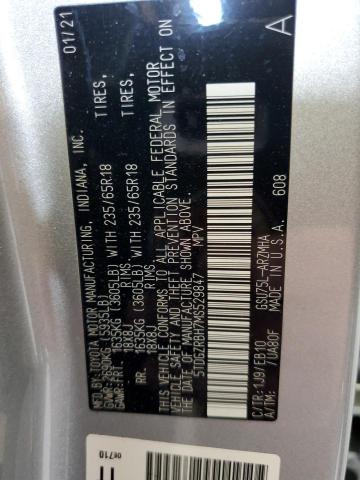 01/21
MFD. BY: TOYOTA MOTOR MANUFACTURING, INDIANA, INC.
GVWR: 2690KG (5935LB)
GAWR: FRT. 1635KG (3605LB) WITH 235/65R18 TIRES,
18X8J RIMS
RR. 1635KG (3605LB) WITH 235/65R18 TIRES,
18X8J RIMS
THIS VEHICLE CONFORMS TO ALL APPLICABLE FEDERAL MOTOR
VEHICLE SAFETY AND THEFT PREVENTION STANDARDS IN EFFECT ON
THE DATE OF MANUFACTURE SHOWN ABOVE.
5TDGZRBH7MS529847 MPV
608
C/TR: 1J9/EB10 GSU75L-ARZMHA
A/TM: /UA80F MADE IN U.S.A.
A